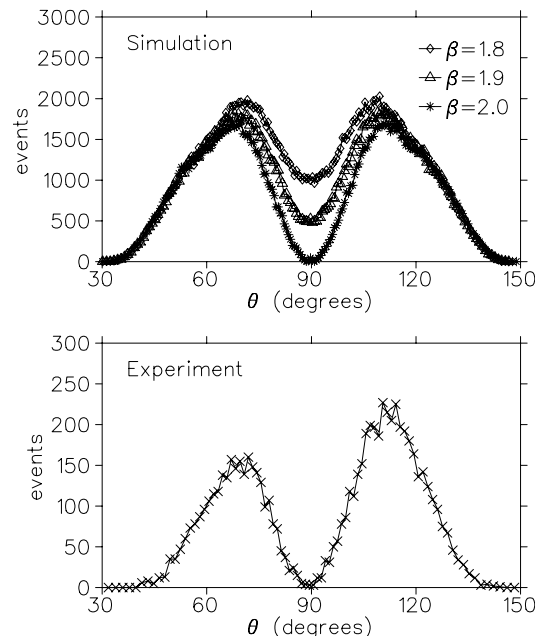 Simulation
β=1.8
β=1.9
β=2.0
3000
2500
2000
1500
1000
500
0
events
30 60 90 120 150
θ (degrees)
Experiment
300
250
200
150
100
50
0
events
30 60 90 120 150
θ (degrees)